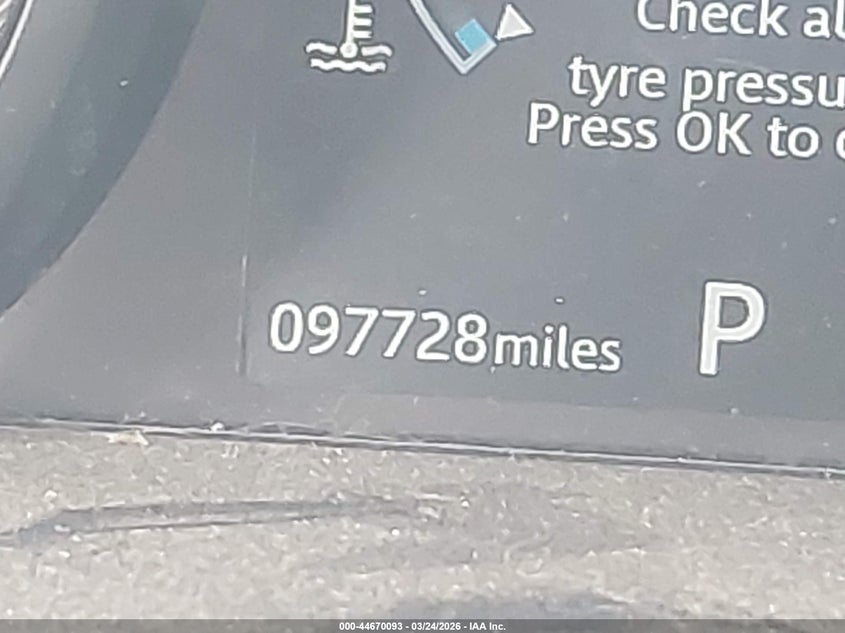 Check al
tyre pressu
Press OK to
097728miles
P
000-44670093 - 03/24/2026 - IAA Inc.